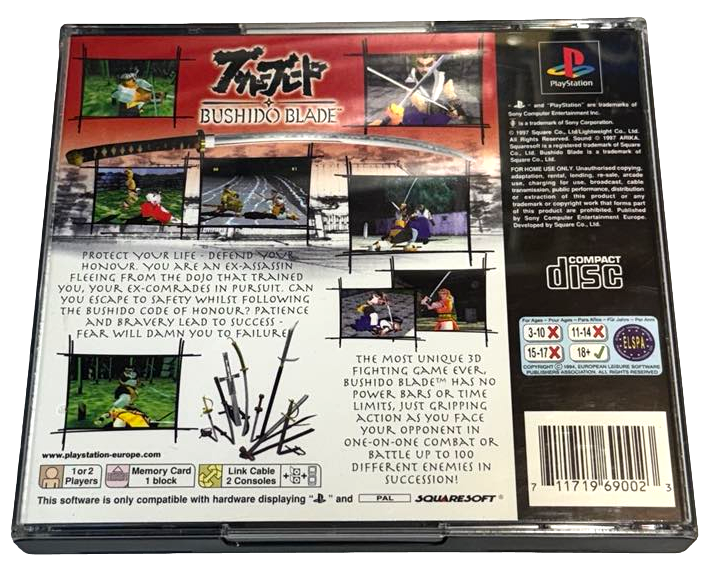 ブシドーブレード
BUSHIDO BLADE™
PROTECT YOUR LIFE - DEFEND YOUR
HONOUR. YOU ARE AN EX-ASSASSIN
FLEEING FROM THE DOJO THAT TRAINED
YOU, YOUR EX-COMRADES IN PURSUIT. CAN
YOU ESCAPE TO SAFETY WHILST FOLLOWING
THE BUSHIDO CODE OF HONOUR? PATIENCE
AND BRAVERY LEAD TO SUCCESS -
FEAR WILL DAMN YOU TO FAILURE
THE MOST UNIQUE 3D
FIGHTING GAME EVER,
BUSHIDO BLADE™ HAS NO
POWER BARS OR TIME
LIMITS, JUST GRIPPING
ACTION AS YOU FACE
YOUR OPPONENT IN
ONE-ON-ONE COMBAT OR
BATTLE UP TO 100
DIFFERENT ENEMIES IN
SUCCESSION!
www.playstation-europe.com
1 or 2
Players
Memory Card
1 block
Link Cable
2 Consoles
This software is only compatible with hardware displaying " " and PAL SQUARESOFT ®
PlayStation
" " and "PlayStation" are trademarks of
Sony Computer Entertainment Inc.
is a trademark of Sony Corporation.
© 1997 Square Co., Ltd/Lightweight Co., Ltd.
All Rights Reserved. Sound © 1997 ARIKA.
Squaresoft is a registered trademark of Square
Co., Ltd. Bushido Blade is a trademark of
Square Co., Ltd.
FOR HOME USE ONLY. Unauthorised copying,
adaptation, rental, lending, re-sale, arcade
use, charging for use, broadcast, cable
transmission, public performance, distribution
or extraction of this product or any
trademark or copyright work that forms part
of this product are prohibited. Published
by Sony Computer Entertainment Europe.
Developed by Square Co., Ltd.
COMPACT
disc
For Ages - Pour Ages - Para Años - Für Jahre - Per Anni
3-10 11-14
15-17 18+
ELSPA
COPYRIGHT © 1994, EUROPEAN LEISURE SOFTWARE
PUBLISHERS ASSOCIATION, ALL RIGHTS RESERVED
7 11719 69002 3